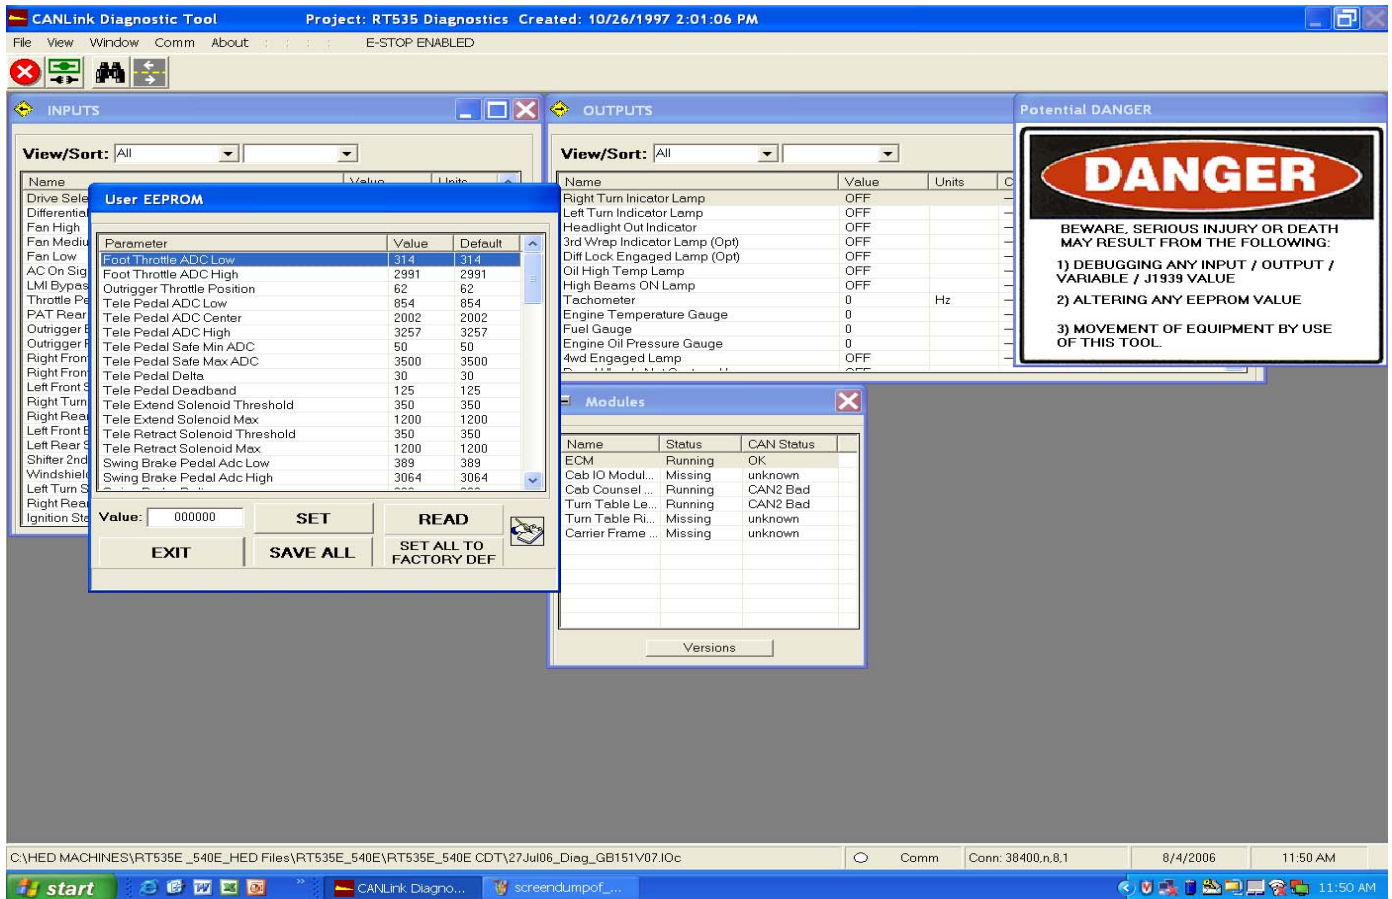 CANLink Diagnostic Tool Project: RT535 Diagnostics Created: 10/26/1997 2:01:06 PM
File View Window Comm About : : : : E-STOP ENABLED
INPUTS
View/Sort: All
Name Value Units
Drive Sele
Differential
Fan High
Fan Mediu
Fan Low
AC On Sig
LMI Bypas
Throttle Pe
PAT Rear
Outrigger E
Outrigger F
Right Fron
Right Fron
Left Front S
Right Turn
Right Rear
Left Front E
Left Rear S
Shifter 2nd
Windshield
Left Turn S
Right Rear
Ignition Sta
User EEPROM
Parameter Value Default
Foot Throttle ADC Low 314 314
Foot Throttle ADC High 2991 2991
Outrigger Throttle Position 62 62
Tele Pedal ADC Low 854 854
Tele Pedal ADC Center 2002 2002
Tele Pedal ADC High 3257 3257
Tele Pedal Safe Min ADC 50 50
Tele Pedal Safe Max ADC 3500 3500
Tele Pedal Delta 30 30
Tele Pedal Deadband 125 125
Tele Extend Solenoid Threshold 350 350
Tele Extend Solenoid Max 1200 1200
Tele Retract Solenoid Threshold 350 350
Tele Retract Solenoid Max 1200 1200
Swing Brake Pedal Adc Low 389 389
Swing Brake Pedal Adc High 3064 3064
Value: 000000 SET READ
EXIT SAVE ALL SET ALL TO
FACTORY DEF
OUTPUTS
View/Sort: All
Name Value Units C
Right Turn Inicator Lamp OFF
Left Turn Indicator Lamp OFF
Headlight Out Indicator OFF
3rd Wrap Indicator Lamp (Opt) OFF
Diff Lock Engaged Lamp (Opt) OFF
Oil High Temp Lamp OFF
High Beams ON Lamp OFF
Tachometer 0 Hz
Engine Temperature Gauge 0
Fuel Gauge 0
Engine Oil Pressure Gauge 0
4wd Engaged Lamp OFF
Potential DANGER
DANGER
BEWARE, SERIOUS INJURY OR DEATH
MAY RESULT FROM THE FOLLOWING:
1) DEBUGGING ANY INPUT / OUTPUT /
VARIABLE / J1939 VALUE
2) ALTERING ANY EEPROM VALUE
3) MOVEMENT OF EQUIPMENT BY USE
OF THIS TOOL.
Modules
Name Status CAN Status
ECM Running OK
Cab IO Modul... Missing unknown
Cab Counsel ... Running CAN2 Bad
Turn Table Le... Running CAN2 Bad
Turn Table Ri... Missing unknown
Carrier Frame ... Missing unknown
Versions
C:\HED MACHINES\RT535E _540E_HED Files\RT535E_540E\RT535E_540E CDT\27Jul06_Diag_GB151V07.IOc Comm Conn: 38400,n,8,1 8/4/2006 11:50 AM
start CANLink Diagno... screendumpof_... 11:50 AM